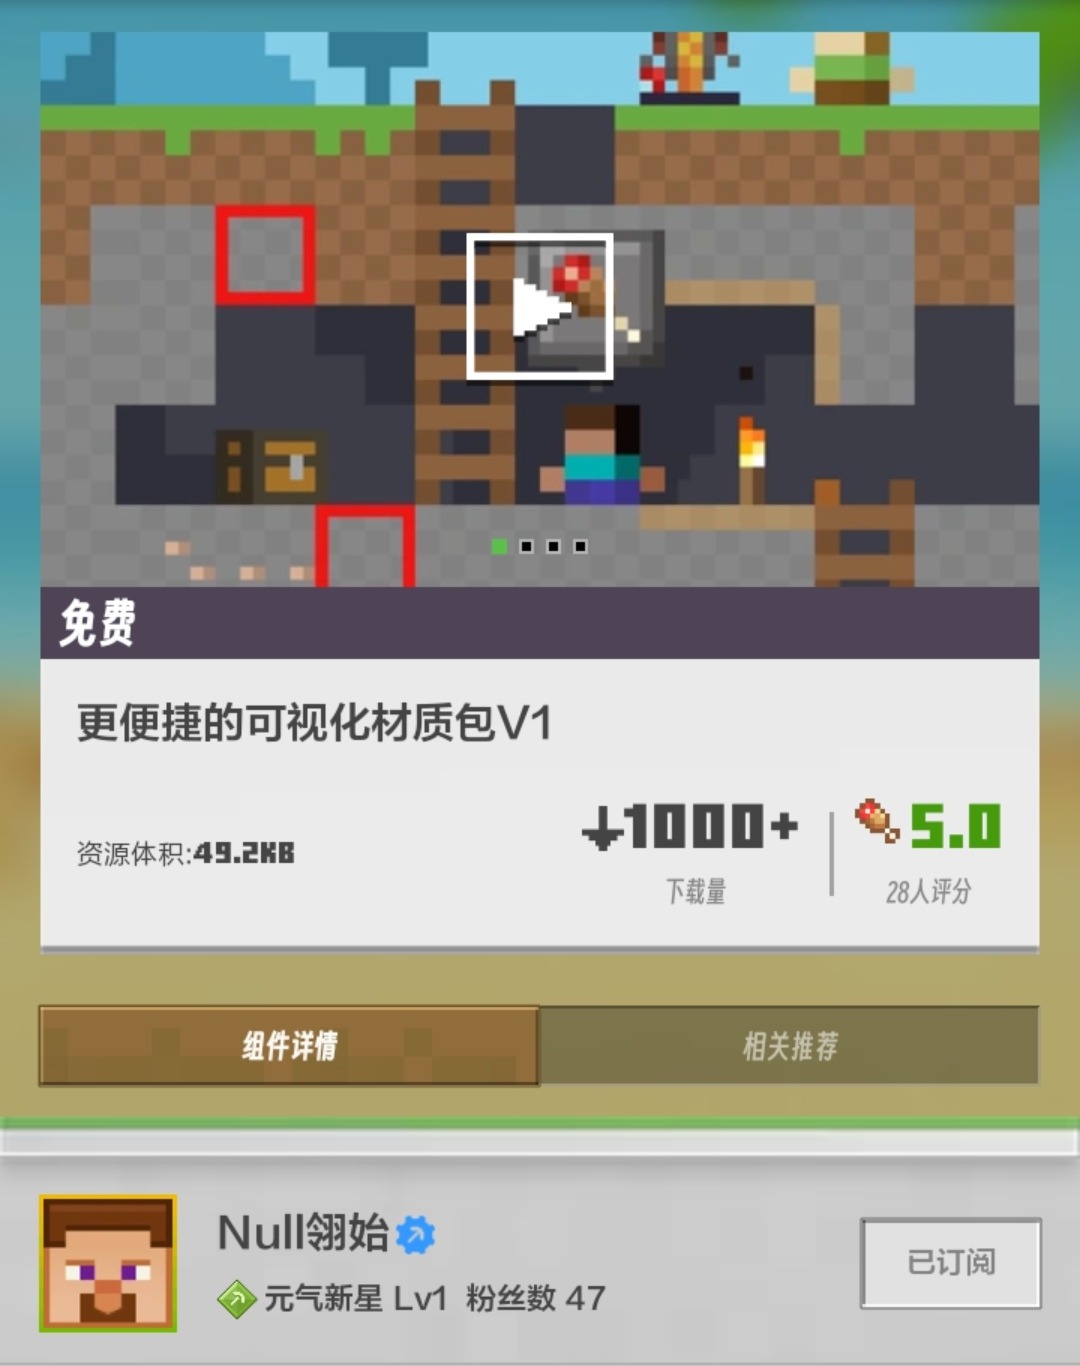 免费
更便捷的可视化材质包V1
资源体积:49.2KB
1000+
下载量
5.0
28人评分
组件详情
相关推荐
Null翎始
元气新星 Lv1 粉丝数 47
已订阅